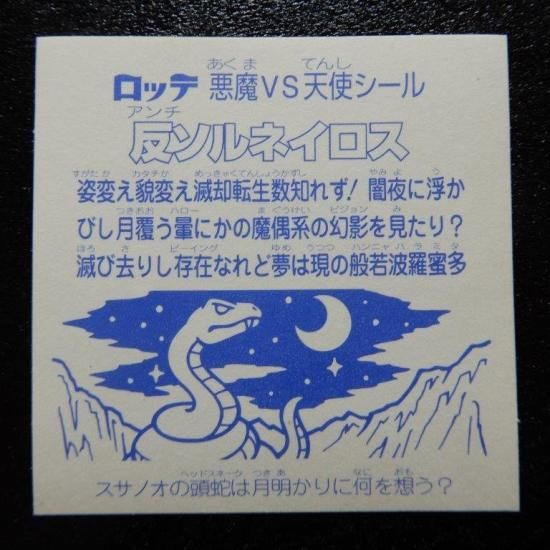 あくま てんし
ロッテ 悪魔VS天使シール
アンチ
反ソルネイロス
すがたか カタチか めっきゃくてんしょうかずし やみよ う
姿変え貌変え滅却転生数知れず! 闇夜に浮か
つきおお ハロー まぐうけい ビジョン み
びし月覆う暈にかの魔偶系の幻影を見たり?
ほろ さ ビーイング ゆめ うつつ ハンニャハラミタ
滅び去りし存在なれど夢は現の般若波羅蜜多
ヘッドスネーク つきあ なに おも
スサノオの頭蛇は月明かりに何を想う?